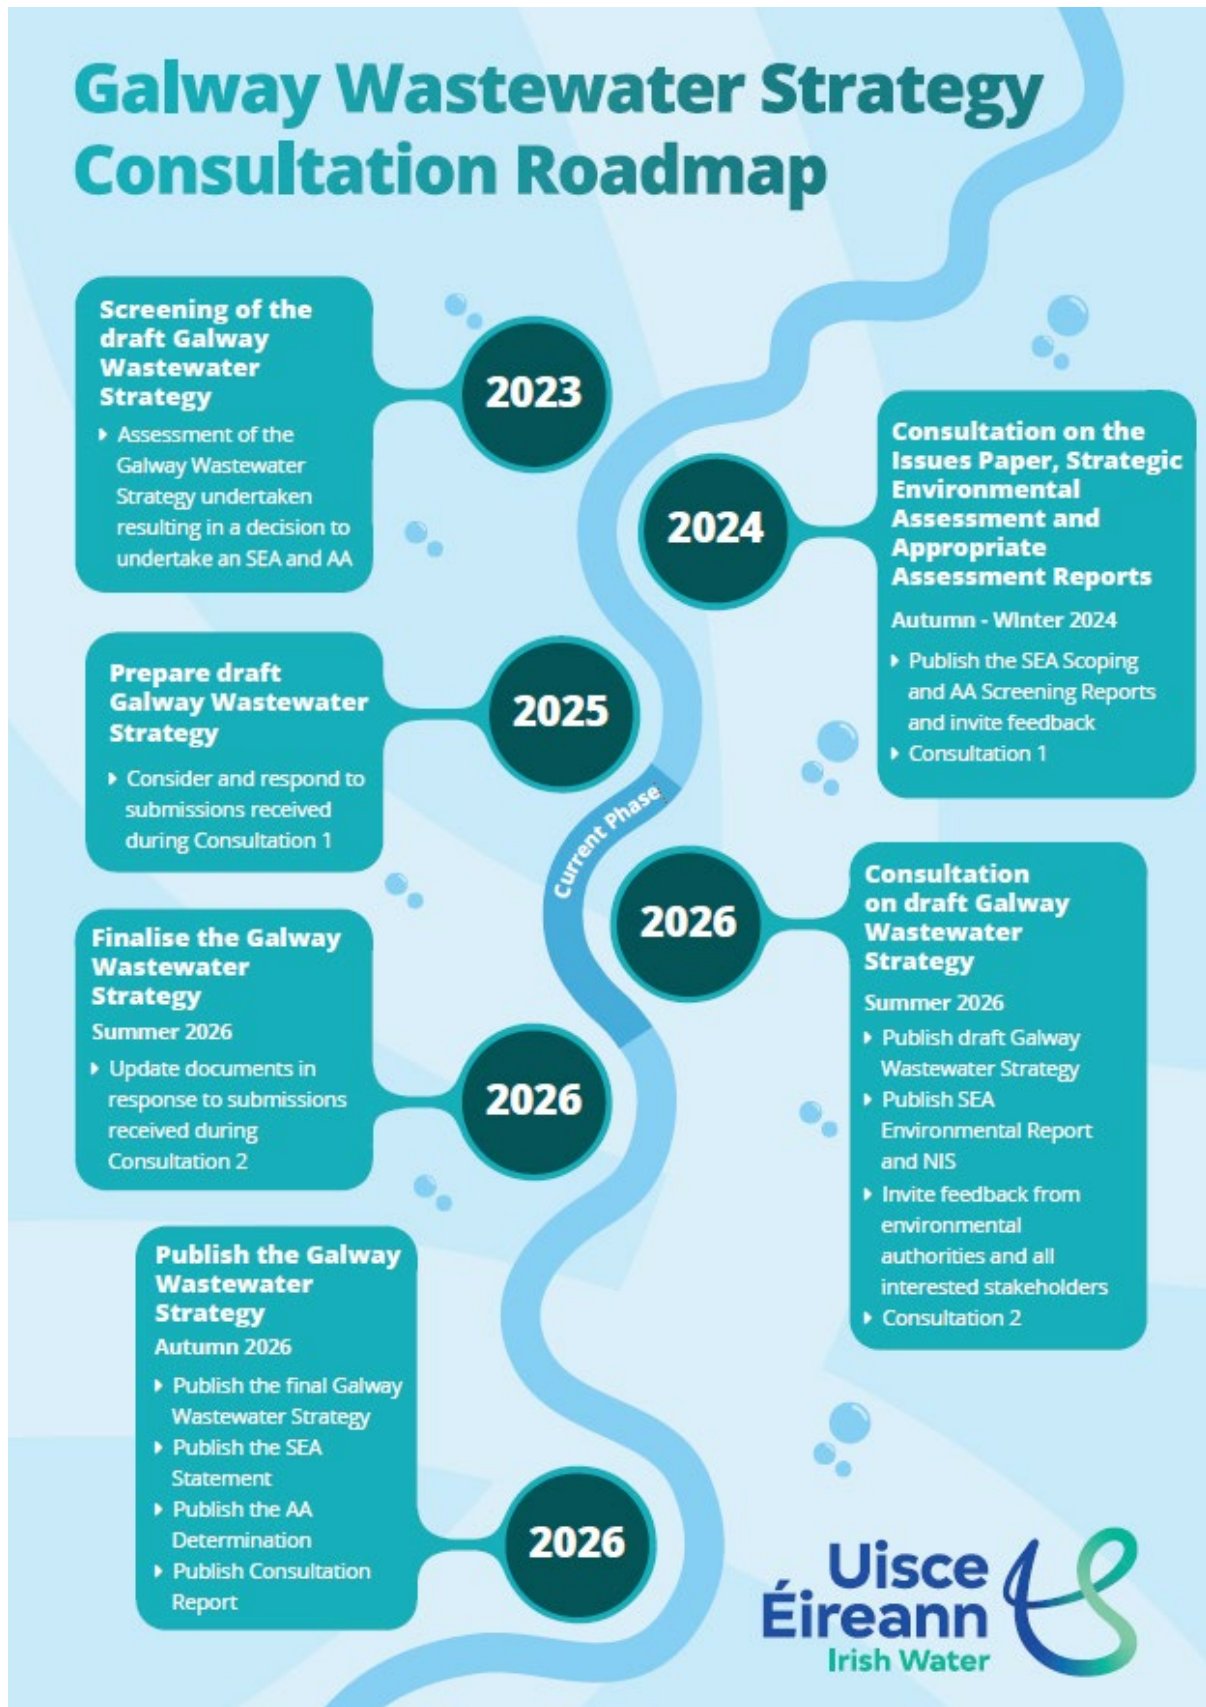 Galway Wastewater Strategy
Consultation Roadmap
Screening of the
draft Galway
Wastewater
Strategy
Assessment of the
Galway Wastewater
Strategy undertaken
resulting in a decision to
undertake an SEA and AA
2023
2024
Consultation on the
Issues Paper, Strategic
Environmental
Assessment and
Appropriate
Assessment Reports
Autumn - WInter 2024
Publish the SEA Scoping
and AA Screening Reports
and invite feedback
Consultation 1
Prepare draft
Galway Wastewater
Strategy
Consider and respond to
submissions received
during Consultation 1
2025
Current Phase
2026
Consultation
on draft Galway
Wastewater
Strategy
Summer 2026
Publish draft Galway
Wastewater Strategy
Publish SEA
Environmental Report
and NIS
Invite feedback from
environmental
authorities and all
interested stakeholders
Consultation 2
Finalise the Galway
Wastewater
Strategy
Summer 2026
Update documents in
response to submissions
received during
Consultation 2
2026
Publish the Galway
Wastewater
Strategy
Autumn 2026
Publish the final Galway
Wastewater Strategy
Publish the SEA
Statement
Publish the AA
Determination
Publish Consultation
Report
2026
Uisce
Éireann
Irish Water